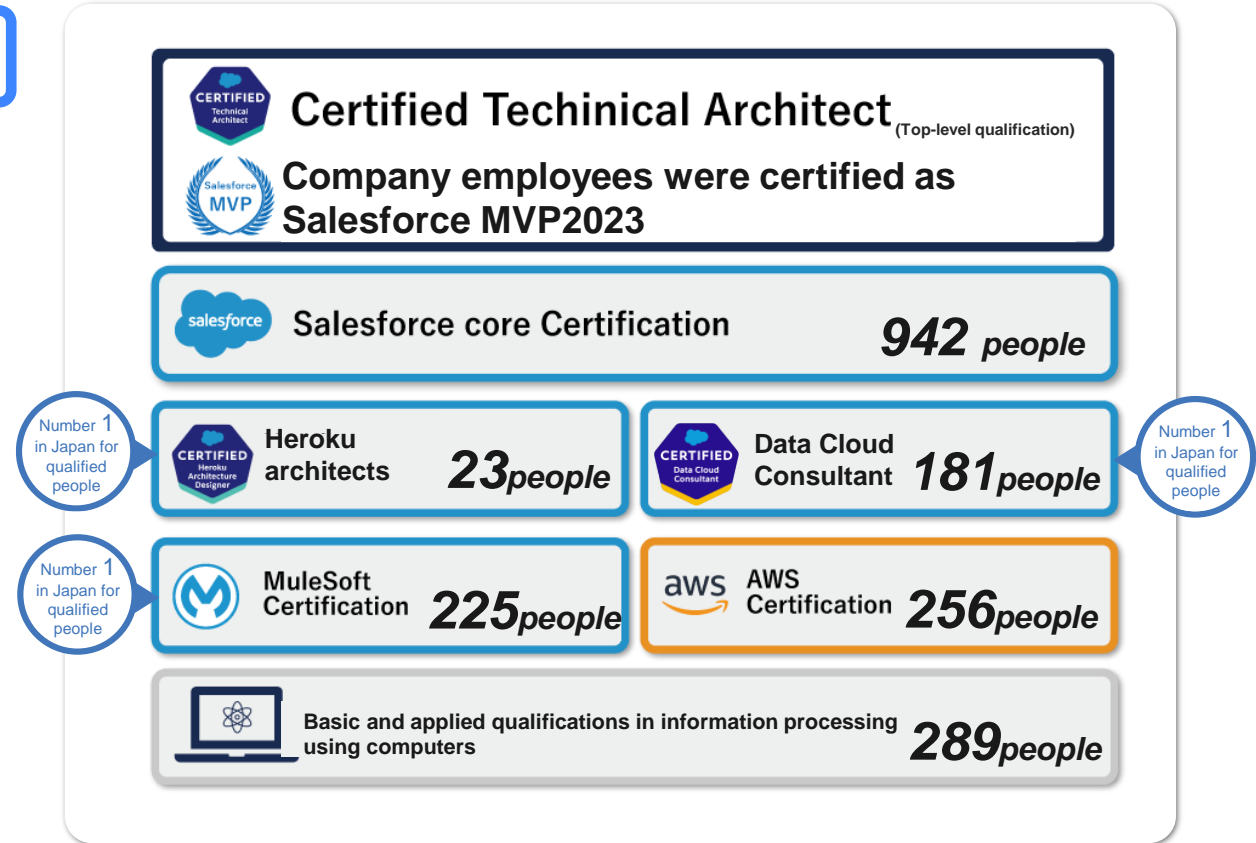 CERTIFIED
Technical
Architect
Certified Techinical Architect (Top-level qualification)
Salesforce
MVP
Company employees were certified as
Salesforce MVP2023
salesforce
Salesforce core Certification
942 people
Number 1
in Japan for
qualified
people
CERTIFIED
Heroku
Architecture
Designer
Heroku
architects
23people
CERTIFIED
Data Cloud
Consultant
Data Cloud
Consultant
181people
Number 1
in Japan for
qualified
people
Number 1
in Japan for
qualified
people
MuleSoft
Certification
225people
aws
AWS
Certification
256people
Basic and applied qualifications in information processing
using computers
289people